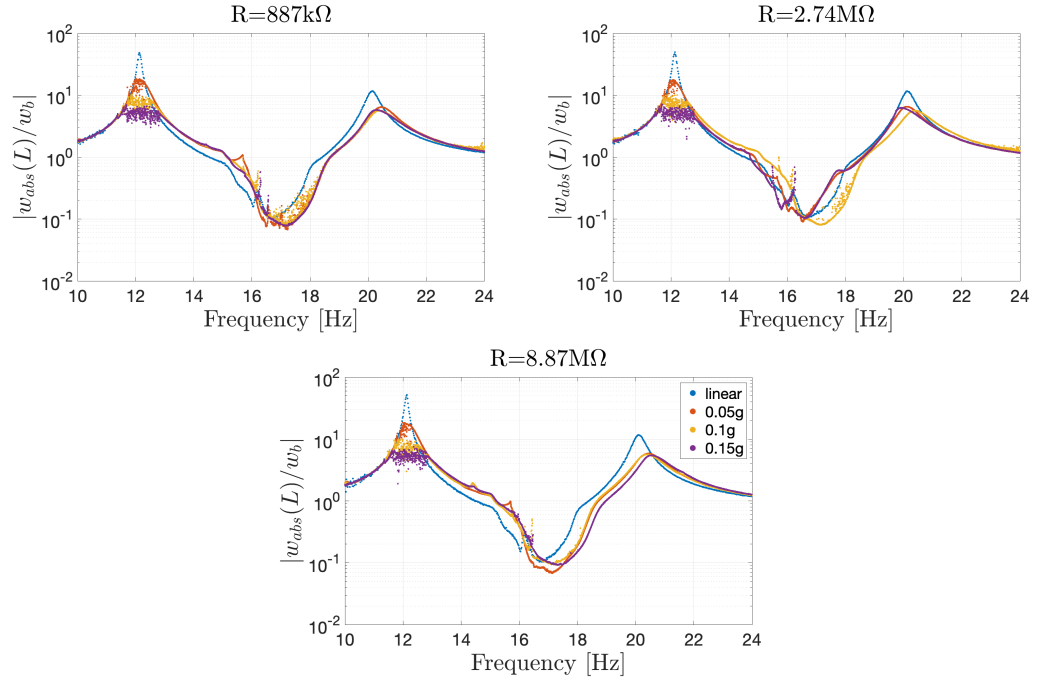 R=887kΩ
R=2.74MΩ
10^2
10^1
10^0
10^-1
10^-2
|w_abs(L)/w_b|
10 12 14 16 18 20 22 24
Frequency [Hz]
10^2
10^1
10^0
10^-1
10^-2
|w_abs(L)/w_b|
10 12 14 16 18 20 22 24
Frequency [Hz]
R=8.87MΩ
10^2
10^1
10^0
10^-1
10^-2
|w_abs(L)/w_b|
linear
0.05g
0.1g
0.15g
10 12 14 16 18 20 22 24
Frequency [Hz]